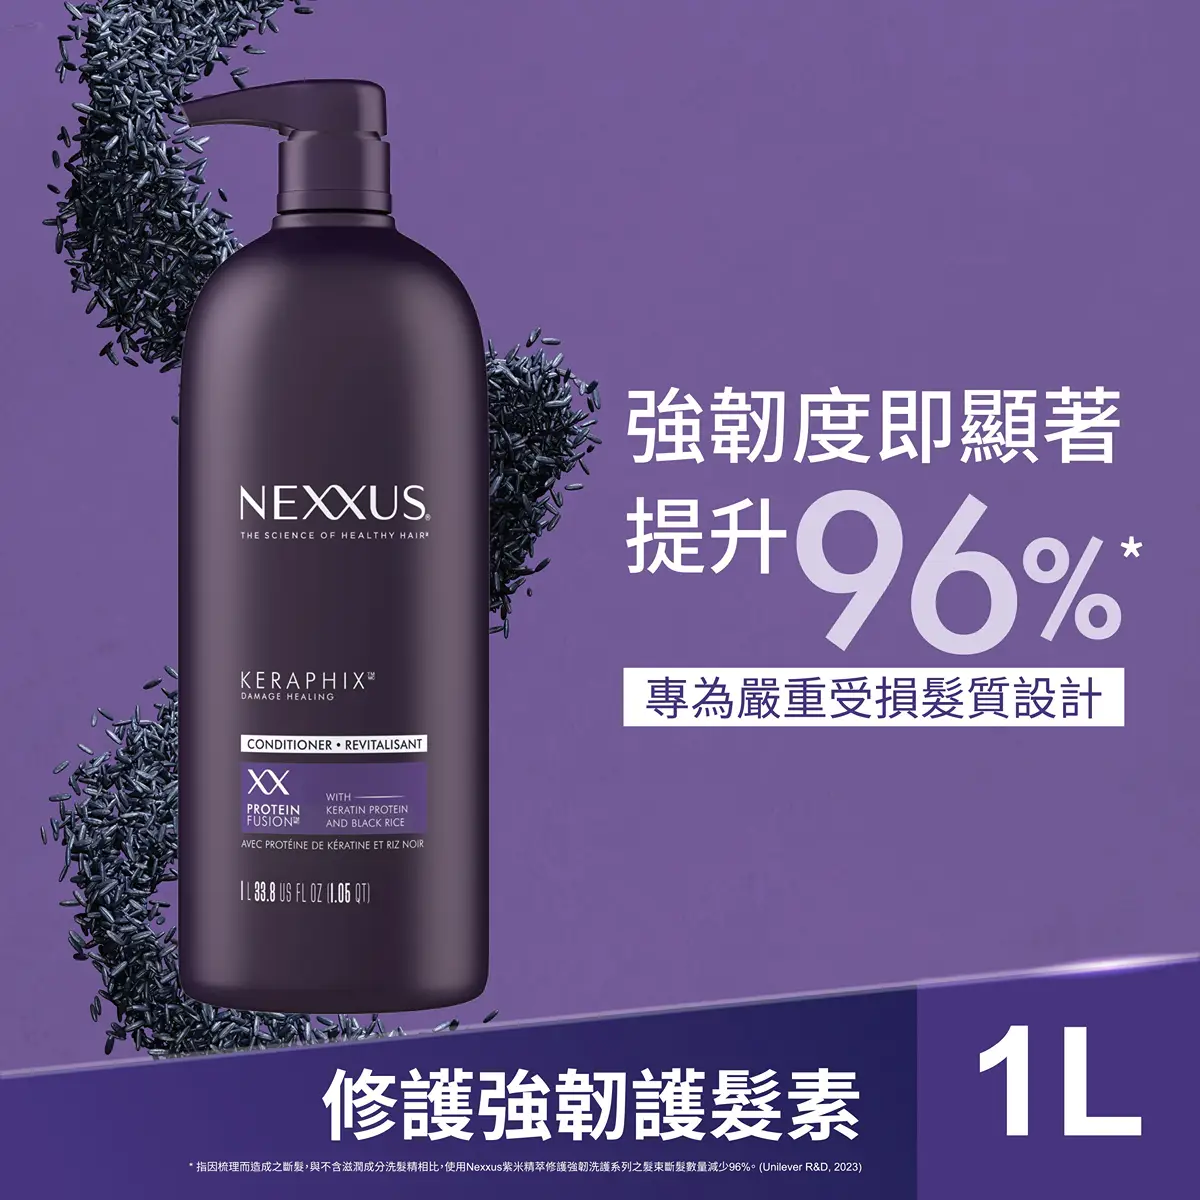 NEXXUS®
THE SCIENCE OF HEALTHY HAIR®
KERAPHIX™ MC
DAMAGE HEALING
CONDITIONER • REVITALISANT
XX
PROTEIN
FUSION™ MC
WITH
KERATIN PROTEIN
AND BLACK RICE
AVEC PROTÉINE DE KÉRATINE ET RIZ NOIR
1 L 33.8 US FL OZ (1.05 QT)
強韌度即顯著
提升96%*
專為嚴重受損髮質設計
1L
修護強韌護髮素
* 指因梳理而造成之斷髮,與不含滋潤成分洗髮精相比,使用Nexxus紫米精萃修護強韌洗護系列之髮束斷髮數量減少96%。(Unilever R&D, 2023)